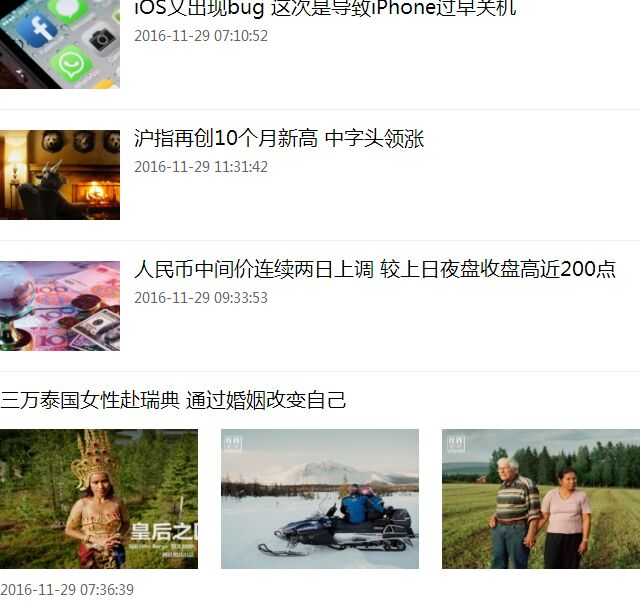 iOS又出现bug 这次是导致iPhone过早关机
2016-11-29 07:10:52
沪指再创10个月新高 中字头领涨
2016-11-29 11:31:42
人民币中间价连续两日上调 较上日夜盘收盘高近200点
2016-11-29 09:33:53
三万泰国女性赴瑞典 通过婚姻改变自己
皇后之国
2016-11-29 07:36:39